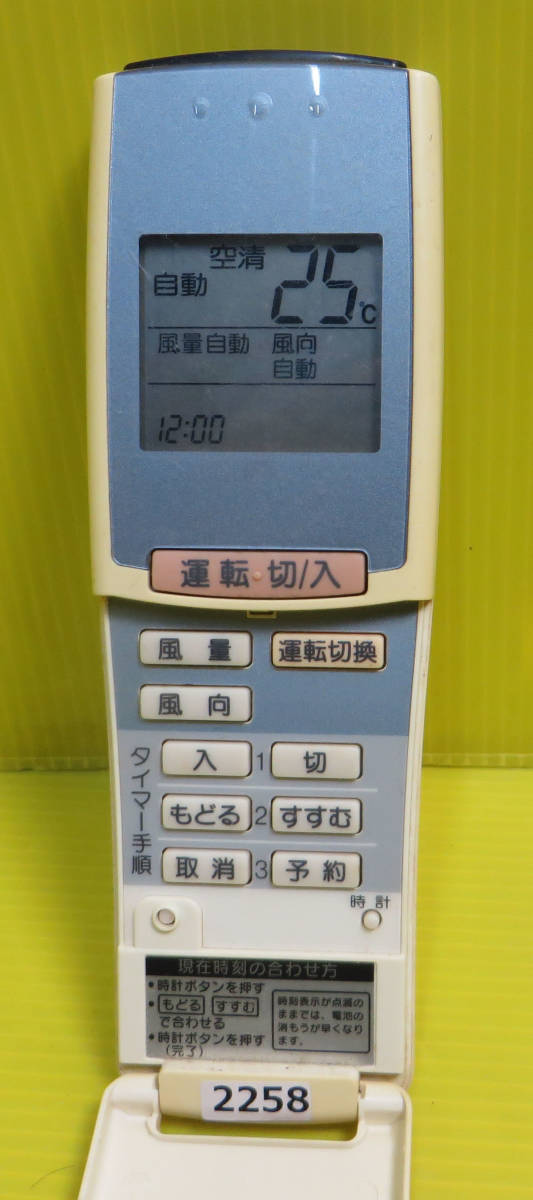 空清
自動
25℃
風量自動 風向
自動
12:00
運転・切/入
風量 運転切換
風向
タイマー手順
入 1 切
もどる 2 すすむ
取消 3 予約
時計
現在時刻の合わせ方
•時計ボタンを押す
•もどる すすむ
で合わせる
•時計ボタンを押す
(完了)
時刻表示が点滅の
ままでは、電池の
消もうが早くなり
ます。
2258